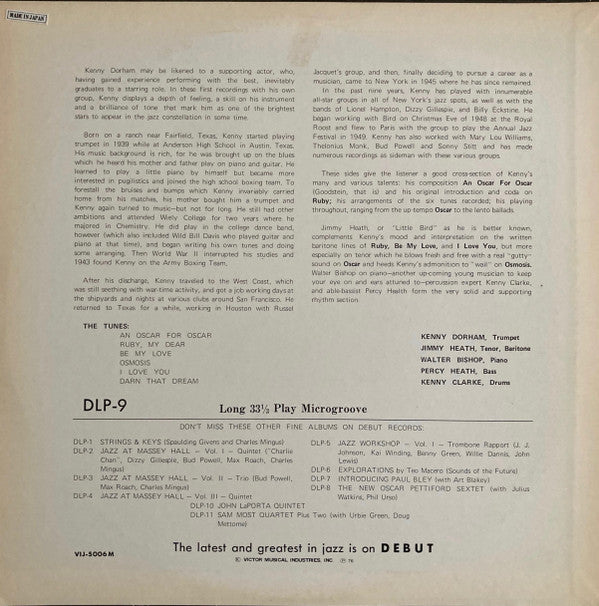 MADE IN JAPAN
Kenny Dorham may be likened to a supporting actor, who,
having gained experience performing with the best, inevitably
graduates to a starring role. In these first recordings with his own
group, Kenny displays a depth of feeling, a skill on his instrument
and a brilliance of tone that mark him as one of the brightest
stars to appear in the jazz constellation in some time.
Born on a ranch near Fairfield, Texas, Kenny started playing
trumpet in 1939 while at Anderson High School in Austin, Texas.
His music background is rich, for he was brought up on the blues
which he heard his mother and father play on piano and guitar. He
learned to play a little piano by himself but became more
interested in pugilistics and joined the high school boxing team. To
forestall the bruises and bumps which Kenny invariably carried
home from his matches, his mother bought him a trumpet and
Kenny again turned to music—but not for long. He still had other
ambitions and attended Wiely College for two years where he
majored in Chemistry. He did play in the college dance band,
however (which also included Wild Bill Davis who played guitar and
piano at that time), and began writing his own tunes and doing
some arranging. Then World War II interrupted his studies and
1943 found Kenny on the Army Boxing Team.
After his discharge, Kenny traveled to the West Coast, which
was still seething with war-time activity, and got a job working days at
the shipyards and nights at various clubs around San Francisco. He
returned to Texas for a while, working in Houston with Russel
Jacquet's group, and then, finally deciding to pursue a career as a
musician, came to New York in 1945 where he has since remained.
In the past nine years, Kenny has played with innumerable
all-star groups in all of New York's jazz spots, as well as with the
bands of Lionel Hampton, Dizzy Gillespie, and Billy Eckstine. He
began working with Bird on Christmas Eve of 1948 at the Royal
Roost and flew to Paris with the group to play the Annual Jazz
Festival in 1949. Kenny has also worked with Mary Lou Williams,
Thelonius Monk, Bud Powell and Sonny Stitt and has made
numerous recordings as sideman with these various groups.
These sides give the listener a good cross-section of Kenny's
many and various talents: his composition An Oscar For Oscar
(Goodstein, that is) and his original introduction and coda on
Ruby; his arrangements of the six tunes recorded; his playing
throughout, ranging from the up tempo Oscar to the lento ballads.
Jimmy Heath, or "Little Bird" as he is better known,
complements Kenny's mood and interpretation on the written
baritone lines of Ruby, Be My Love, and I Love You, but more
especially on tenor which he blows fresh and free with a real "gutty"
sound on Oscar and heeds Kenny's admonition to "wail" on Osmosis.
Walter Bishop on piano—another up-coming young musician to keep
your eye on and ears attuned to—percussion expert Kenny Clarke,
and able-bassist Percy Heath form the very solid and supporting
rhythm section.
THE TUNES:
AN OSCAR FOR OSCAR
RUBY, MY DEAR
BE MY LOVE
OSMOSIS
I LOVE YOU
DARN THAT DREAM
KENNY DORHAM, Trumpet
JIMMY HEATH, Tenor, Baritone
WALTER BISHOP, Piano
PERCY HEATH, Bass
KENNY CLARKE, Drums
DLP-9 Long 33⅓ Play Microgroove
DON'T MISS THESE OTHER FINE ALBUMS ON DEBUT RECORDS:
DLP-1 STRINGS & KEYS (Spaulding Givens and Charles Mingus)
DLP-2 JAZZ AT MASSEY HALL – Vol. I – Quintet ("Charlie
Chan", Dizzy Gillespie, Bud Powell, Max Roach, Charles
Mingus)
DLP-3 JAZZ AT MASSEY HALL – Vol. II – Trio (Bud Powell,
Max Roach, Charles Mingus)
DLP-4 JAZZ AT MASSEY HALL – Vol. III – Quintet
DLP-5 JAZZ WORKSHOP – Vol. I – Trombone Rapport (J. J.
Johnson, Kai Winding, Benny Green, Willie Dannis, John
Lewis)
DLP-6 EXPLORATIONS by Teo Macero (Sounds of the Future)
DLP-7 INTRODUCING PAUL BLEY (with Art Blakey)
DLP-8 THE NEW OSCAR PETTIFORD SEXTET (with Julius
Watkins, Phil Urso)
DLP-10 JOHN LaPORTA QUINTET
DLP-11 SAM MOST QUARTET Plus Two (with Urbie Green, Doug
Mettome)
The latest and greatest in jazz is on DEBUT
VIJ-5006M
© VICTOR MUSICAL INDUSTRIES, INC. ℗ 76